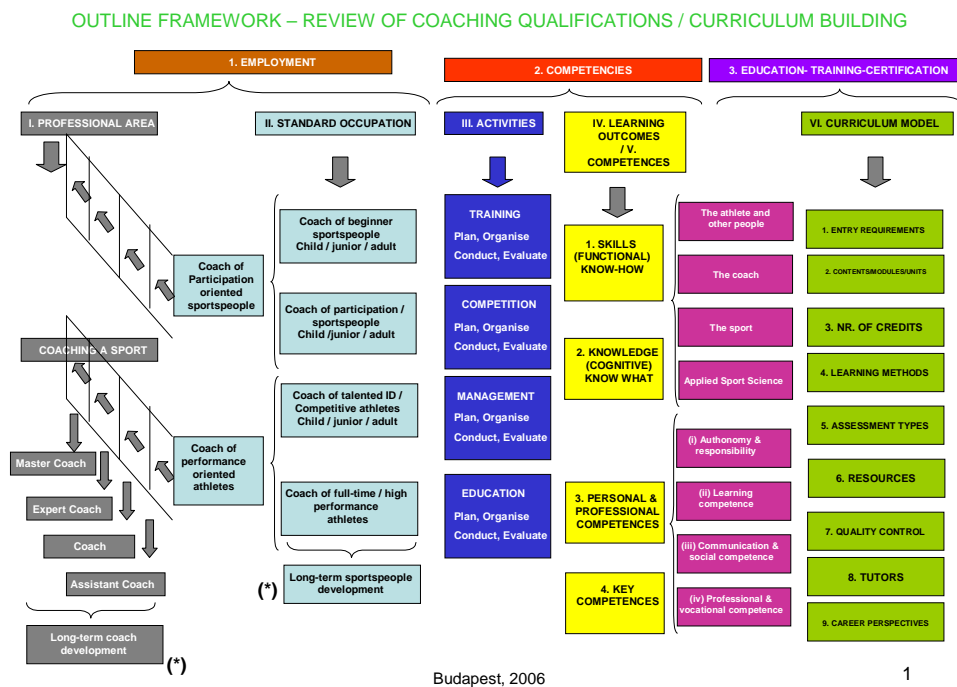 OUTLINE FRAMEWORK – REVIEW OF COACHING QUALIFICATIONS / CURRICULUM BUILDING
1. EMPLOYMENT
2. COMPETENCIES
3. EDUCATION- TRAINING-CERTIFICATION
I. PROFESSIONAL AREA
II. STANDARD OCCUPATION
III. ACTIVITIES
IV. LEARNING
OUTCOMES
/ V.
COMPETENCES
VI. CURRICULUM MODEL
COACHING A SPORT
Master Coach
Expert Coach
Coach
Assistant Coach
Long-term coach
development
(*)
Coach of
Participation
oriented
sportspeople
Coach of
performance
oriented
athletes
Coach of beginner
sportspeople
Child / junior / adult
Coach of participation /
sportspeople
Child /junior / adult
Coach of talented ID /
Competitive athletes
Child / junior / adult
Coach of full-time / high
performance
athletes
(*)
Long-term sportspeople
development
TRAINING
Plan, Organise
Conduct, Evaluate
COMPETITION
Plan, Organise
Conduct, Evaluate
MANAGEMENT
Plan, Organise
Conduct, Evaluate
EDUCATION
Plan, Organise
Conduct, Evaluate
1. SKILLS
(FUNCTIONAL)
KNOW-HOW
2. KNOWLEDGE
(COGNITIVE)
KNOW WHAT
3. PERSONAL &
PROFESSIONAL
COMPETENCES
4. KEY
COMPETENCES
The athlete and
other people
The coach
The sport
Applied Sport Science
(i) Authonomy &
responsibility
(ii) Learning
competence
(iii) Communication &
social competence
(iv) Professional &
vocational competence
1. ENTRY REQUIREMENTS
2. CONTENTS/MODULES/UNITS
3. NR. OF CREDITS
4. LEARNING METHODS
5. ASSESSMENT TYPES
6. RESOURCES
7. QUALITY CONTROL
8. TUTORS
9. CAREER PERSPECTIVES
Budapest, 2006
1